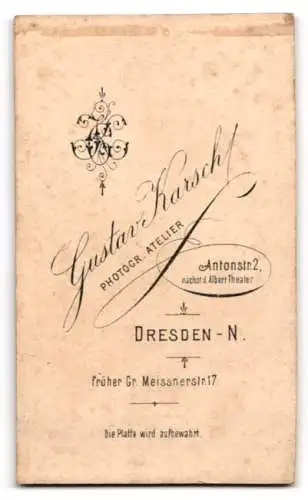 Gustav Karsch
PHOTOGR. ATELIER
Antonstr. 2,
nächst d. Albert Theater
DRESDEN - N.
Früher Gr. Meissnerstr. 17
Die Platte wird aufbewahrt.